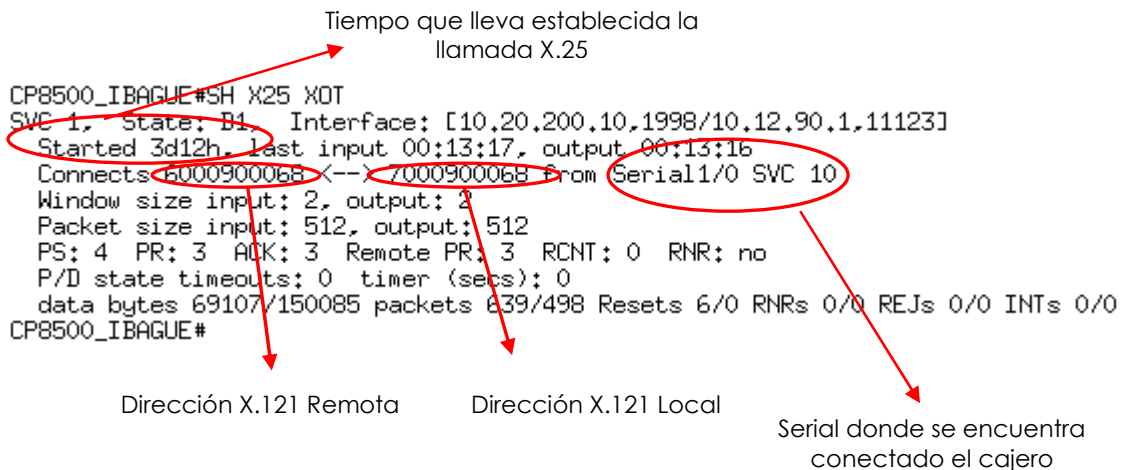 Tiempo que lleva establecida la
llamada X.25
CP8500_IBAGUE#SH X25 XOT
SVC 1, State: D1, Interface: [10.20.200.10,1998/10.12.90.1,11123]
Started 3d12h, last input 00:13:17, output 00:13:16
Connects 6000900068 <--> 7000900068 from Serial1/0 SVC 10
Window size input: 2, output: 2
Packet size input: 512, output: 512
PS: 4 PR: 3 ACK: 3 Remote PR: 3 RCNT: 0 RNR: no
P/D state timeouts: 0 timer (secs): 0
data bytes 69107/150085 packets 639/498 Resets 6/0 RNRs 0/0 REJs 0/0 INTs 0/0
CP8500_IBAGUE#
Dirección X.121 Remota
Dirección X.121 Local
Serial donde se encuentra
conectado el cajero